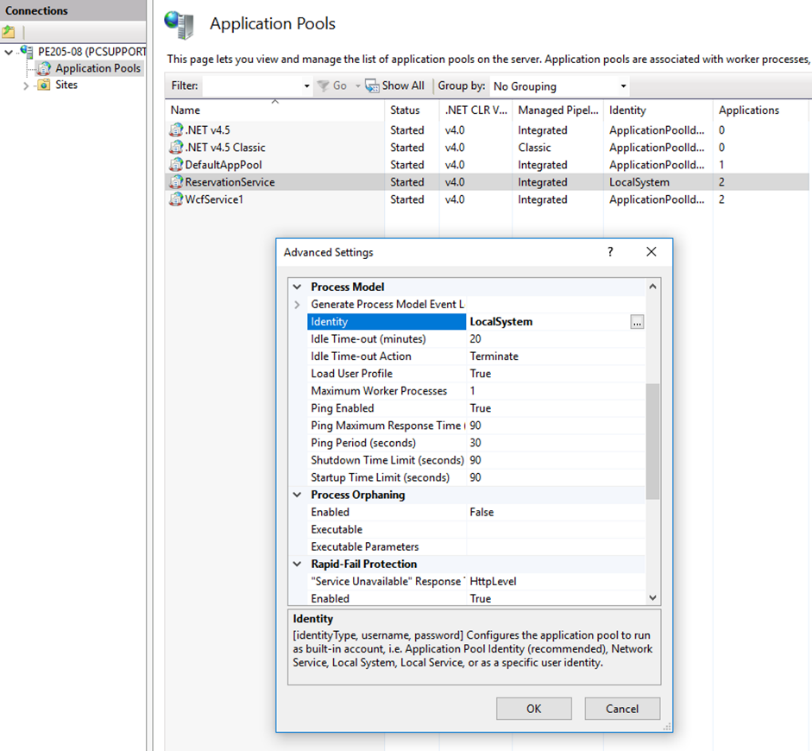 Connections
Application Pools
PE205-08 (PCSUPPORT
Application Pools
Sites
This page lets you view and manage the list of application pools on the server. Application pools are associated with worker processes,
Filter: Go Show All Group by: No Grouping
Name Status .NET CLR V... Managed Pipel... Identity Applications
.NET v4.5 Started v4.0 Integrated ApplicationPoolId... 0
.NET v4.5 Classic Started v4.0 Classic ApplicationPoolId... 0
DefaultAppPool Started v4.0 Integrated ApplicationPoolId... 1
ReservationService Started v4.0 Integrated LocalSystem 2
WcfService1 Started v4.0 Integrated ApplicationPoolId... 2
Advanced Settings ?
Process Model
Generate Process Model Event L
Identity LocalSystem ...
Idle Time-out (minutes) 20
Idle Time-out Action Terminate
Load User Profile True
Maximum Worker Processes 1
Ping Enabled True
Ping Maximum Response Time ( 90
Ping Period (seconds) 30
Shutdown Time Limit (seconds) 90
Startup Time Limit (seconds) 90
Process Orphaning
Enabled False
Executable
Executable Parameters
Rapid-Fail Protection
"Service Unavailable" Response HttpLevel
Enabled True
Identity
[identityType, username, password] Configures the application pool to run
as built-in account, i.e. Application Pool Identity (recommended), Network
Service, Local System, Local Service, or as a specific user identity.
OK Cancel